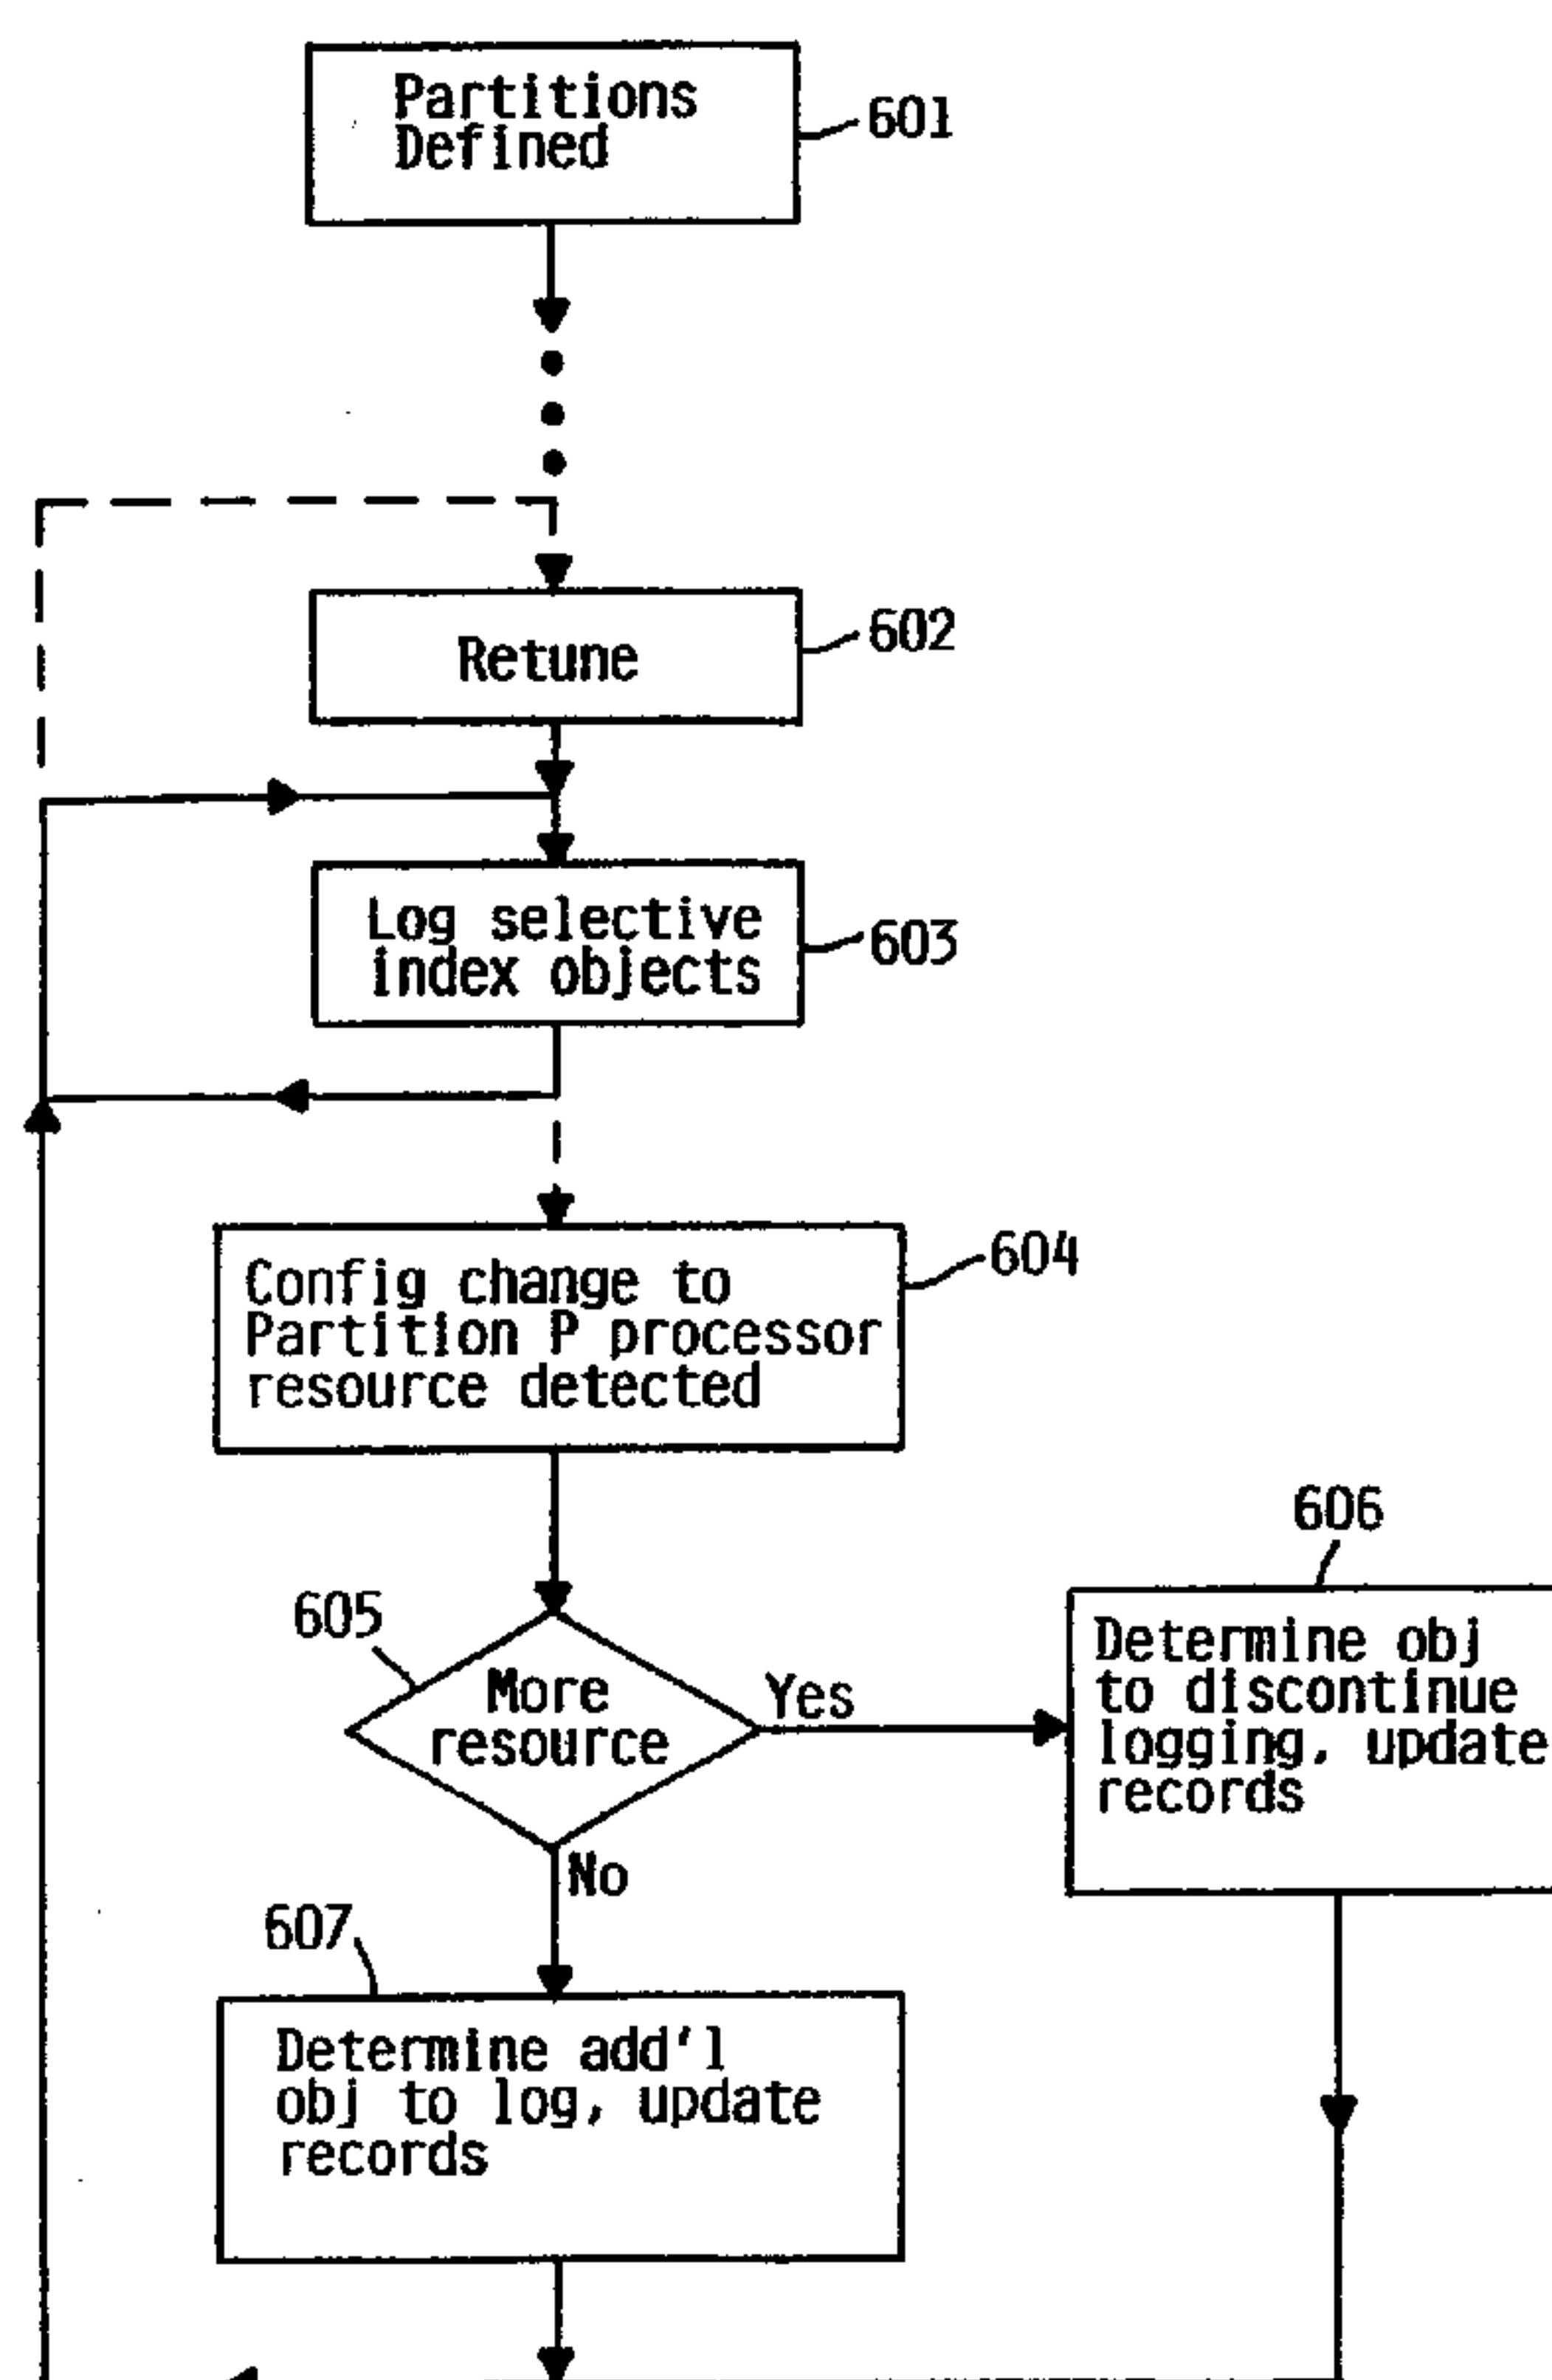 Partitions
Defined
601
Retune
602
Log selective
index objects
603
Config change to
Partition P processor
resource detected
604
605
More
resource
Yes
No
606
Determine obj
to discontinue
logging, update
records
607
Determine add'l
obj to log, update
records